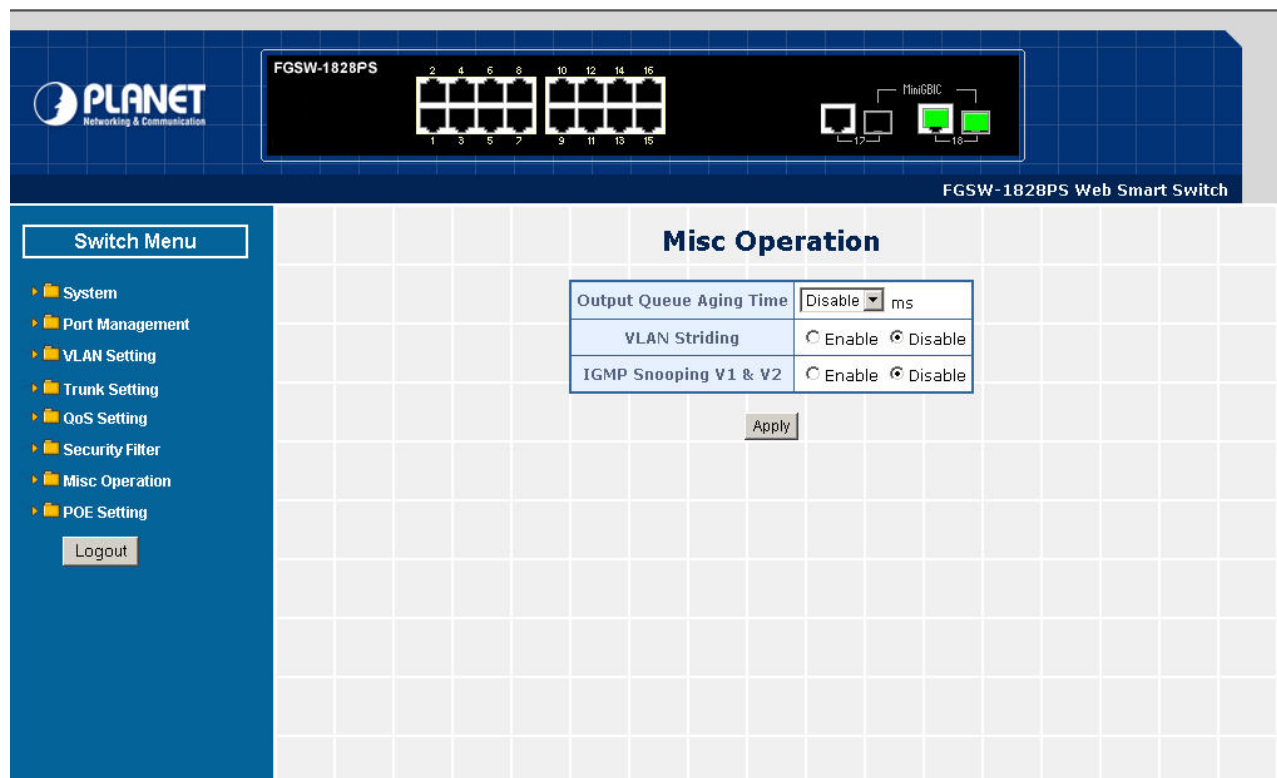 FGSW-1828PS
2 4 6 8 10 12 14 16
MiniGBIC
PLANET
Networking & Communication
1 3 5 7 9 11 13 15
17 18
FGSW-1828PS Web Smart Switch
Switch Menu
System
Port Management
VLAN Setting
Trunk Setting
QoS Setting
Security Filter
Misc Operation
POE Setting
Logout
Misc Operation
Output Queue Aging Time Disable ms
VLAN Striding Enable Disable
IGMP Snooping V1 & V2 Enable Disable
Apply